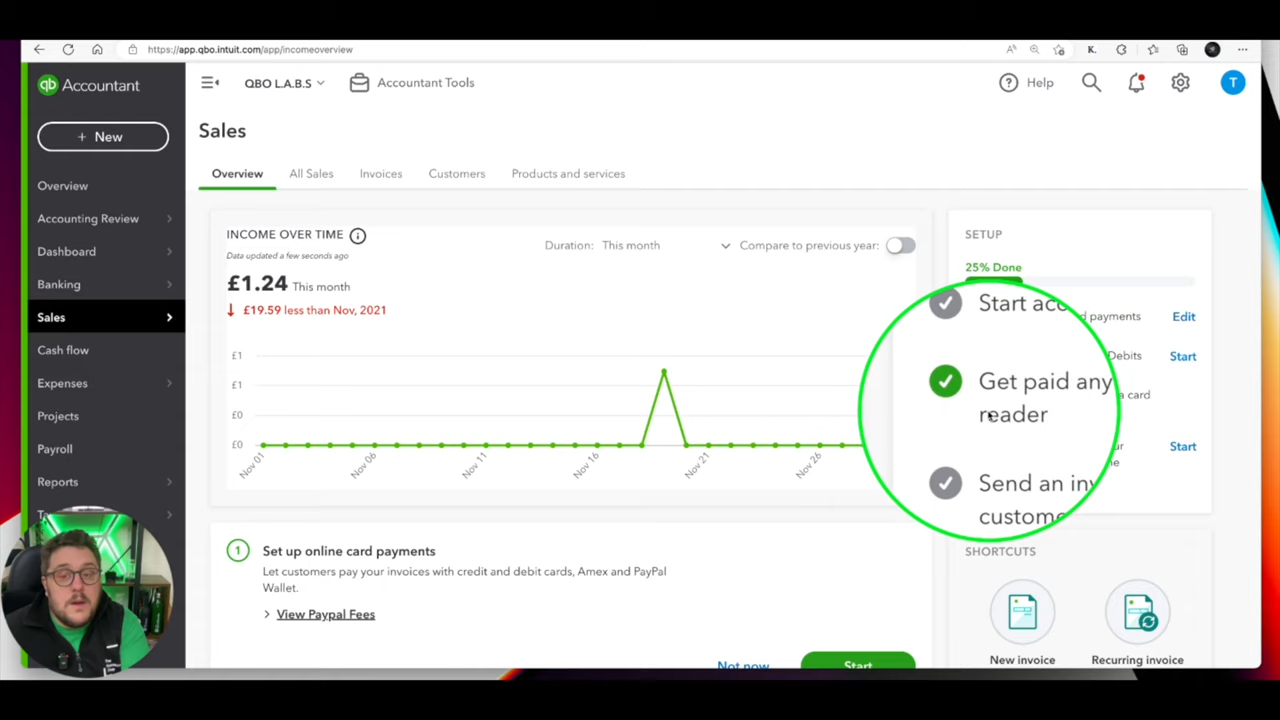 https://app.qbo.intuit.com/app/incomeoverview
K.
qb Accountant
QBO L.A.B.S
Accountant Tools
Help
T
+ New
Sales
Overview
All Sales
Invoices
Customers
Products and services
Overview
Accounting Review
Dashboard
Banking
Sales
Cash flow
Expenses
Projects
Payroll
Reports
INCOME OVER TIME
Data updated a few seconds ago
Duration: This month
Compare to previous year:
£1.24 This month
£19.59 less than Nov, 2021
£1
£1
£0
£0
Nov 01
Nov 06
Nov 11
Nov 16
Nov 21
Nov 26
SETUP
25% Done
Start acc
payments
Edit
Debits
Start
Get paid any
a card
reader
Start
Send an inv
custome
1
Set up online card payments
Let customers pay your invoices with credit and debit cards, Amex and PayPal
Wallet.
View Paypal Fees
Not now
Start
SHORTCUTS
New invoice
Recurring invoice